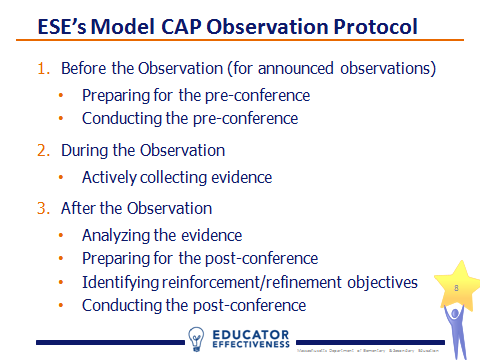 ESE's Model CAP Observation Protocol
1. Before the Observation (for announced observations)
• Preparing for the pre-conference
• Conducting the pre-conference
2. During the Observation
• Actively collecting evidence
3. After the Observation
• Analyzing the evidence
• Preparing for the post-conference
• Identifying reinforcement/refinement objectives
• Conducting the post-conference
8
EDUCATOR
EFFECTIVENESS
Massachusetts Department of Elementary & Secondary Education